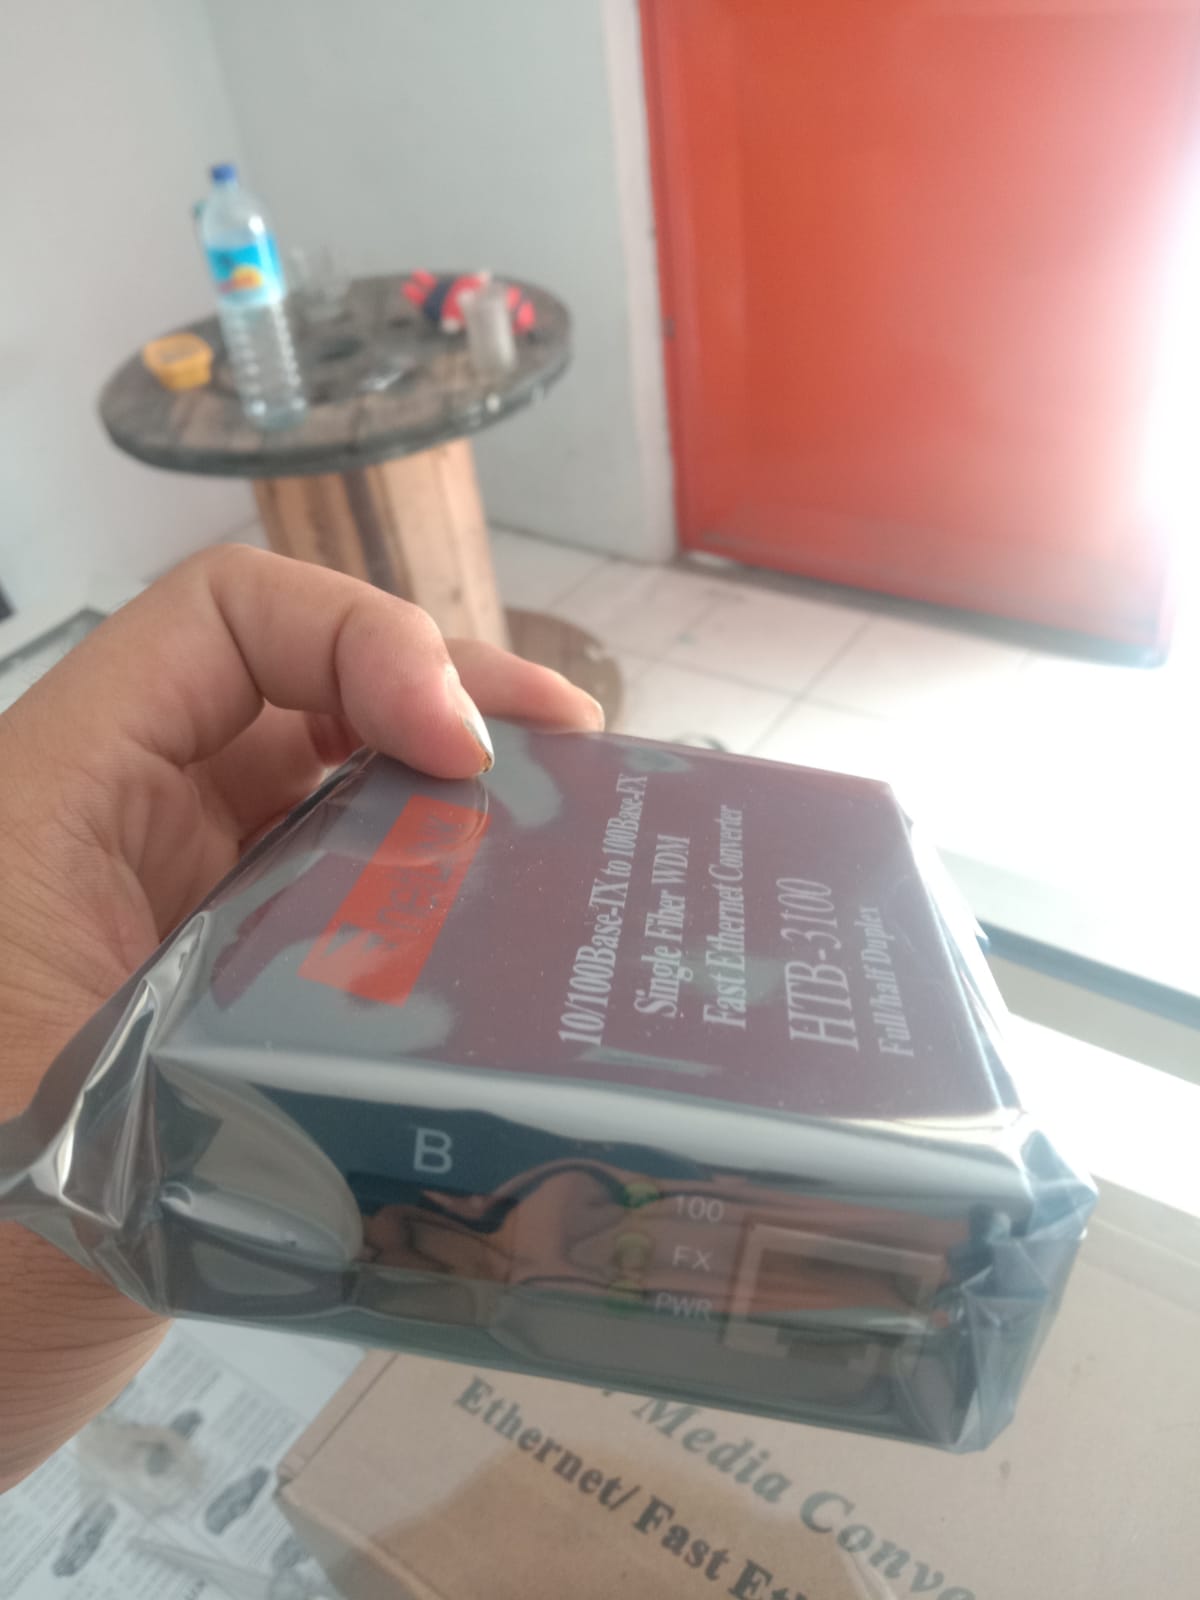 10/100Base-TX to 100Base-FX
Single Fiber WDM
Fast Ethernet Converter
HTB-3100
Full/half Duplex
B
100
FX
PWR
Media
Ethernet/ Fast